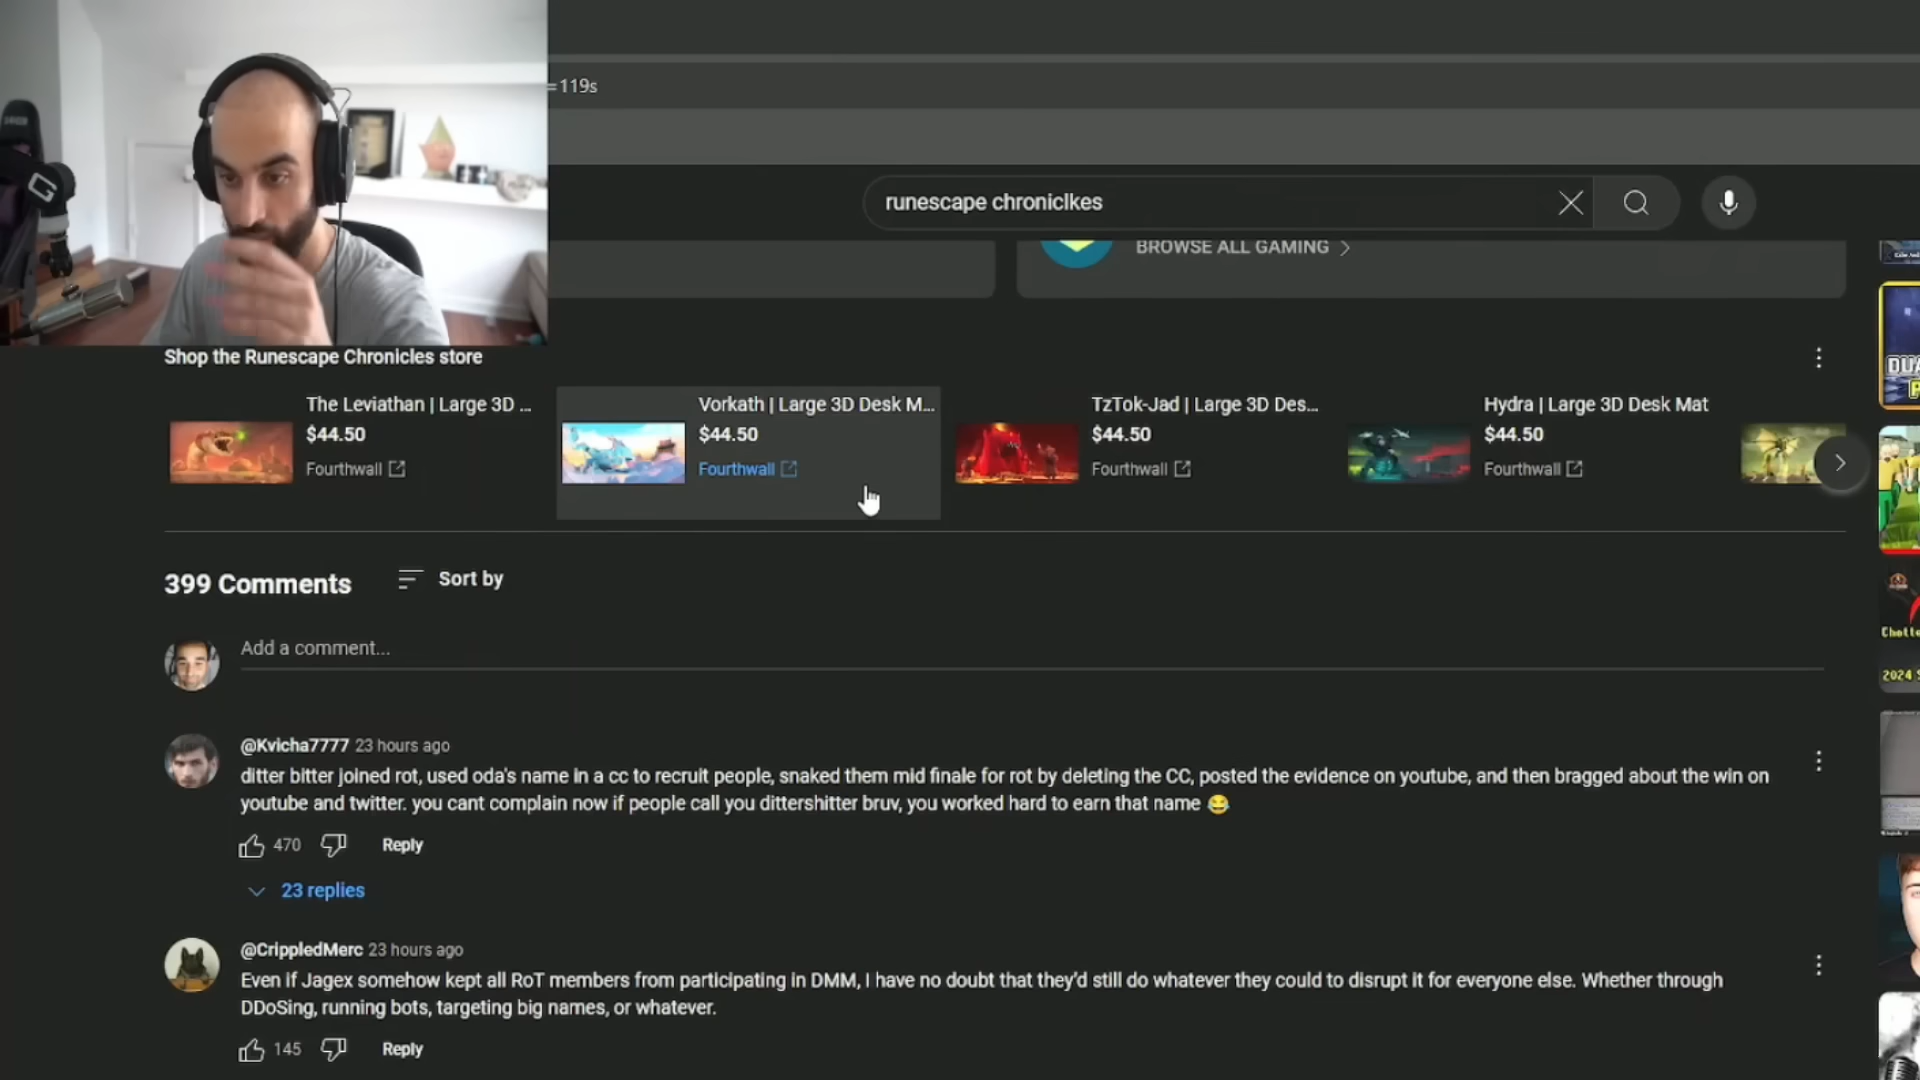 =119s
runescape chroniclkes
BROWSE ALL GAMING
Shop the Runescape Chronicles store
The Leviathan | Large 3D ...
$44.50
Fourthwall
Vorkath | Large 3D Desk M...
$44.50
Fourthwall
TzTok-Jad | Large 3D Des...
$44.50
Fourthwall
Hydra | Large 3D Desk Mat
$44.50
Fourthwall
399 Comments
Sort by
Add a comment...
@Kvicha7777 23 hours ago
ditter bitter joined rot, used oda's name in a cc to recruit people, snaked them mid finale for rot by deleting the CC, posted the evidence on youtube, and then bragged about the win on
youtube and twitter. you cant complain now if people call you dittershitter bruv, you worked hard to earn that name 😂
470
Reply
23 replies
@CrippledMerc 23 hours ago
Even if Jagex somehow kept all RoT members from participating in DMM, I have no doubt that they'd still do whatever they could to disrupt it for everyone else. Whether through
DDoSing, running bots, targeting big names, or whatever.
145
Reply
2024